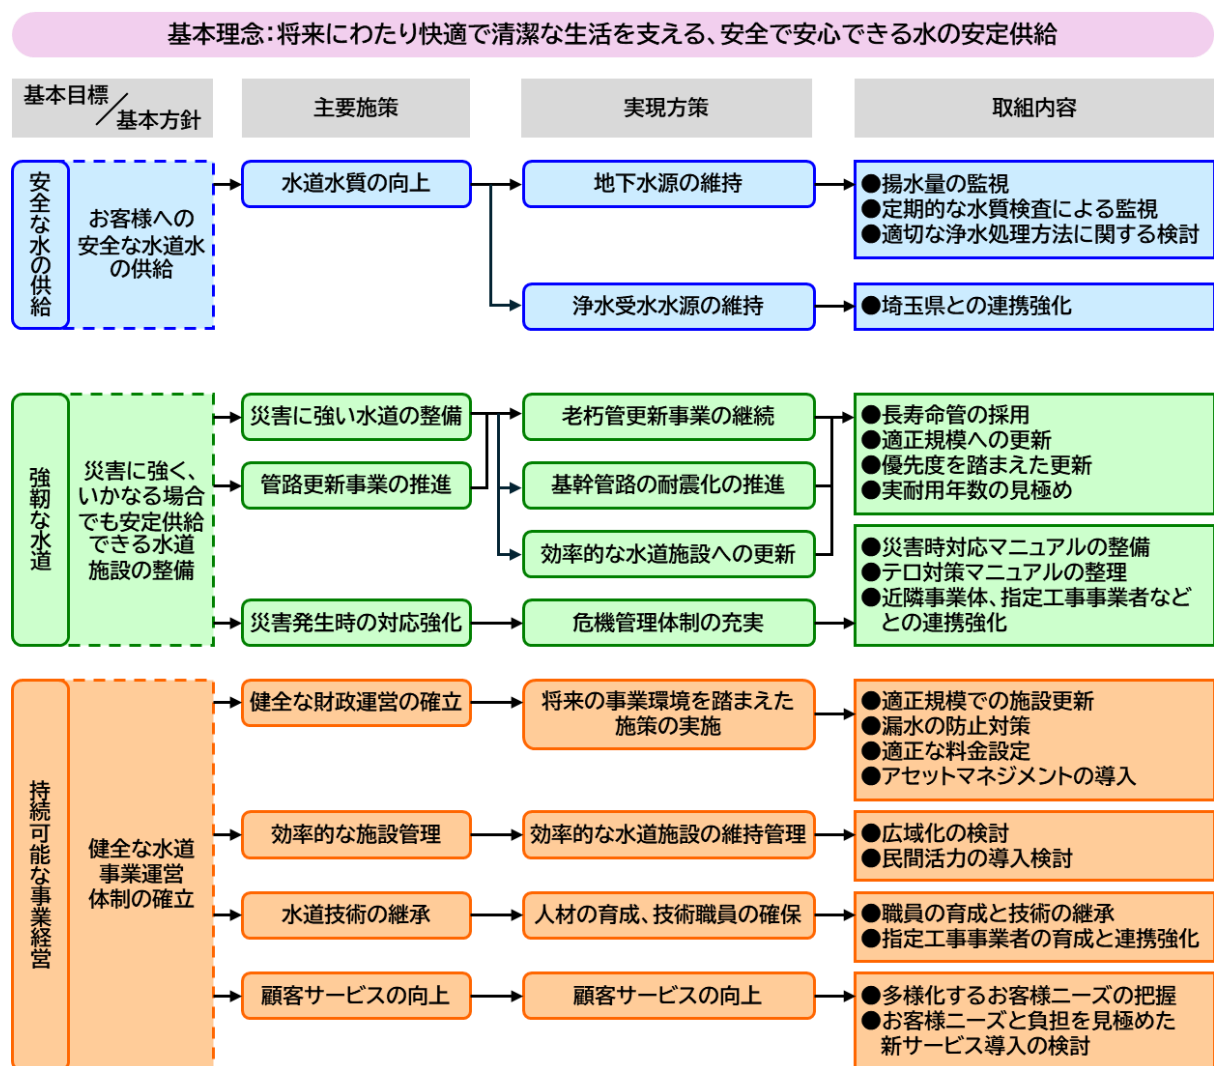 基本理念：将来にわたり快適で清潔な生活を支える、安全で安心できる水の安定供給
基本目標／基本方針
主要施策
実現方策
取組内容
安全な水の供給
お客様への
安全な水道水
の供給
水道水質の向上
地下水源の維持
●揚水量の監視
●定期的な水質検査による監視
●適切な浄水処理方法に関する検討
浄水受水水源の維持
●埼玉県との連携強化
強靭な水道
災害に強く、
いかなる場合
でも安定供給
できる水道
施設の整備
災害に強い水道の整備
管路更新事業の推進
災害発生時の対応強化
老朽管更新事業の継続
基幹管路の耐震化の推進
効率的な水道施設への更新
危機管理体制の充実
●長寿命管の採用
●適正規模への更新
●優先度を踏まえた更新
●実耐用年数の見極め
●災害時対応マニュアルの整備
●テロ対策マニュアルの整理
●近隣事業体、指定工事事業者など
との連携強化
持続可能な事業経営
健全な水道
事業運営
体制の確立
健全な財政運営の確立
将来の事業環境を踏まえた
施策の実施
●適正規模での施設更新
●漏水の防止対策
●適正な料金設定
●アセットマネジメントの導入
効率的な施設管理
効率的な水道施設の維持管理
●広域化の検討
●民間活力の導入検討
水道技術の継承
人材の育成、技術職員の確保
●職員の育成と技術の継承
●指定工事事業者の育成と連携強化
顧客サービスの向上
顧客サービスの向上
●多様化するお客様ニーズの把握
●お客様ニーズと負担を見極めた
新サービス導入の検討